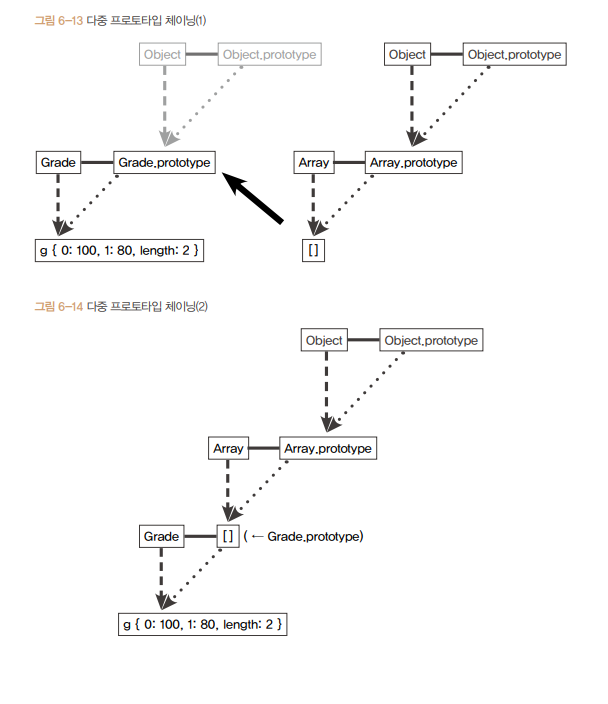 그림 6-13 다중 프로토타입 체이닝(1)
Object Object.prototype Object Object.prototype
Grade Grade.prototype Array Array.prototype
g { 0: 100, 1: 80, length: 2 } [ ]
그림 6-14 다중 프로토타입 체이닝(2)
Object Object.prototype
Array Array.prototype
Grade [ ] ( ← Grade.prototype)
g { 0: 100, 1: 80, length: 2 }